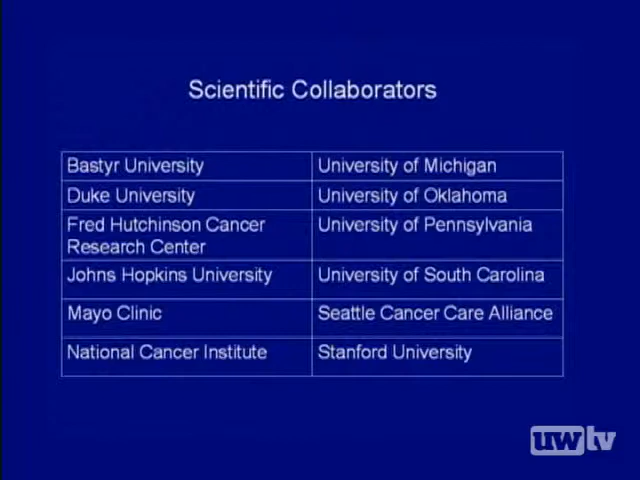 Scientific Collaborators
Bastyr University
University of Michigan
Duke University
University of Oklahoma
Fred Hutchinson Cancer
Research Center
University of Pennsylvania
Johns Hopkins University
University of South Carolina
Mayo Clinic
Seattle Cancer Care Alliance
National Cancer Institute
Stanford University
uwtv